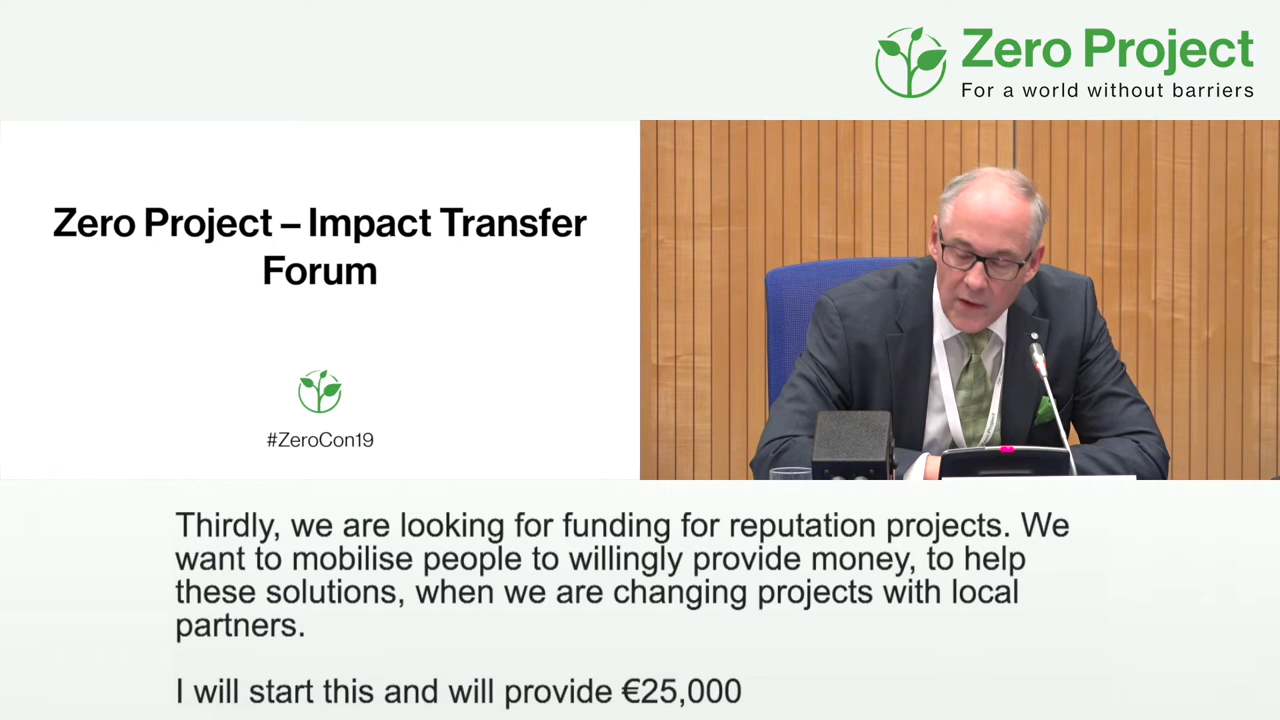 Zero Project
For a world without barriers
Zero Project – Impact Transfer
Forum
#ZeroCon19
Thirdly, we are looking for funding for reputation projects. We
want to mobilise people to willingly provide money, to help
these solutions, when we are changing projects with local
partners.
I will start this and will provide €25,000